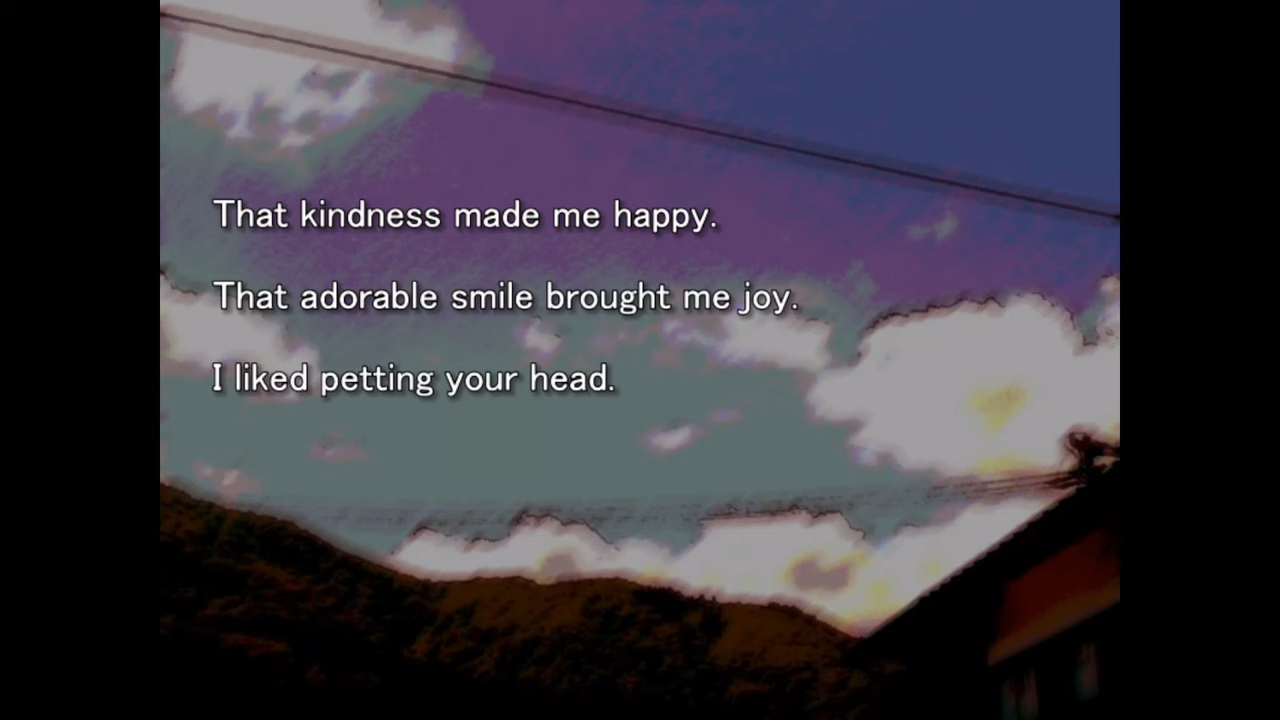 That kindness made me happy.
That adorable smile brought me joy.
I liked petting your head.